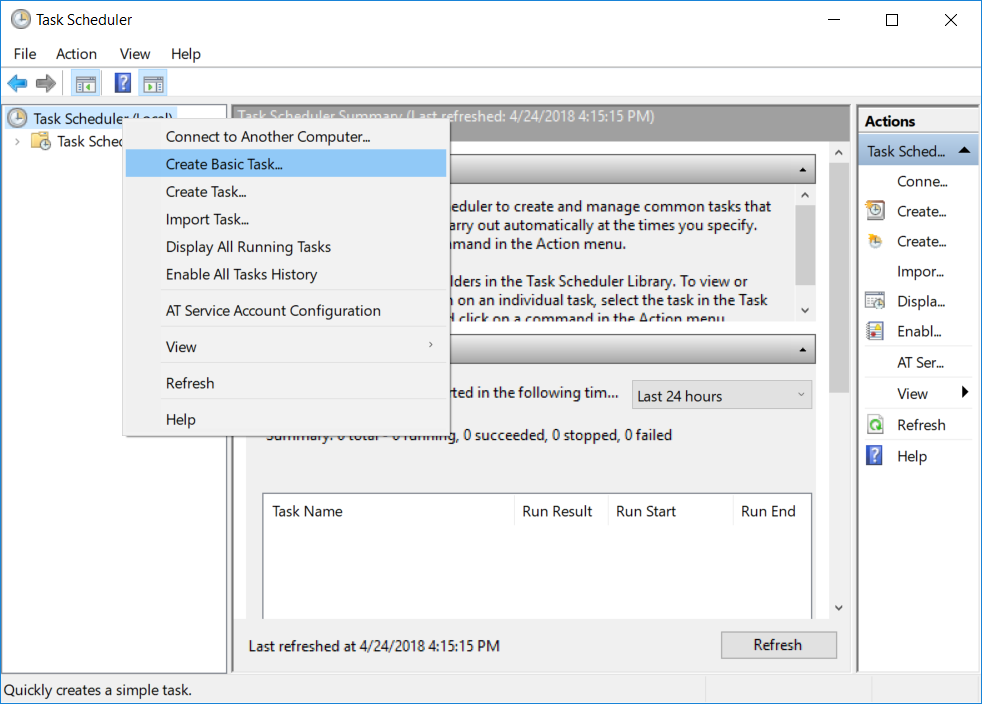 Task Scheduler
File Action View Help
Task Scheduler (Local)
Task Sched
Connect to Another Computer...
Create Basic Task...
Create Task...
Import Task...
Display All Running Tasks
Enable All Tasks History
AT Service Account Configuration
View
Refresh
Help
Task Scheduler Summary (Last refreshed: 4/24/2018 4:15:15 PM)
eduler to create and manage common tasks that
arry out automatically at the times you specify.
mmand in the Action menu.
lders in the Task Scheduler Library. To view or
n on an individual task, select the task in the Task
d click on a command in the Action menu
rted in the following tim...
Last 24 hours
Summary: 0 total - 0 running, 0 succeeded, 0 stopped, 0 failed
Task Name Run Result Run Start Run End
Last refreshed at 4/24/2018 4:15:15 PM
Refresh
Actions
Task Sched...
Conne...
Create...
Create...
Impor...
Displa...
Enabl...
AT Ser...
View
Refresh
Help
Quickly creates a simple task.